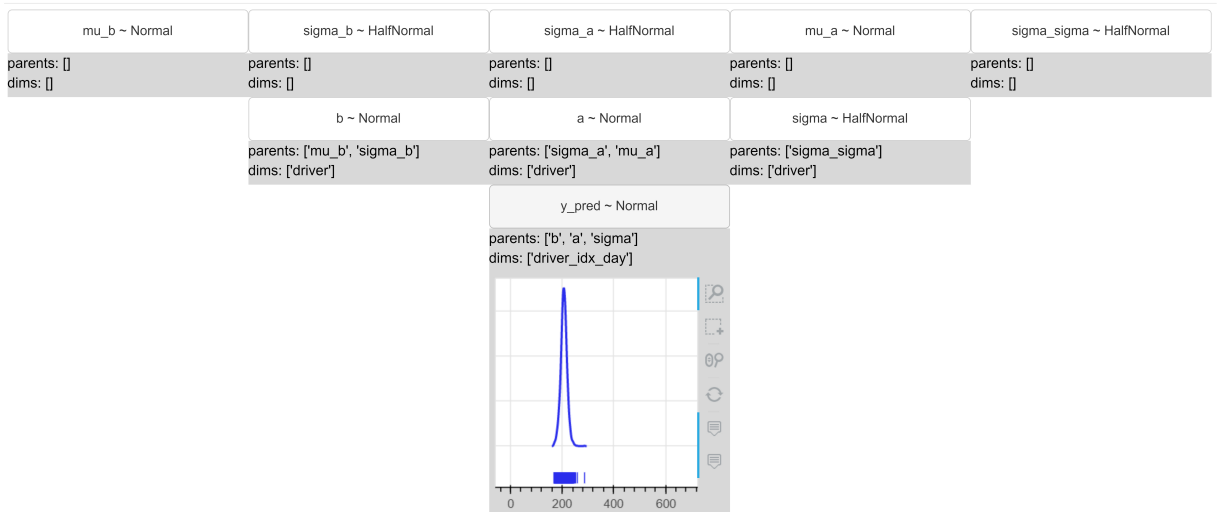 mu_b ~ Normal
sigma_b ~ HalfNormal
sigma_a ~ HalfNormal
mu_a ~ Normal
sigma_sigma ~ HalfNormal
parents: []
dims: []
parents: []
dims: []
parents: []
dims: []
parents: []
dims: []
parents: []
dims: []
b ~ Normal
a ~ Normal
sigma ~ HalfNormal
parents: ['mu_b', 'sigma_b']
dims: ['driver']
parents: ['sigma_a', 'mu_a']
dims: ['driver']
parents: ['sigma_sigma']
dims: ['driver']
y_pred ~ Normal
parents: ['b', 'a', 'sigma']
dims: ['driver_idx_day']
0 200 400 600